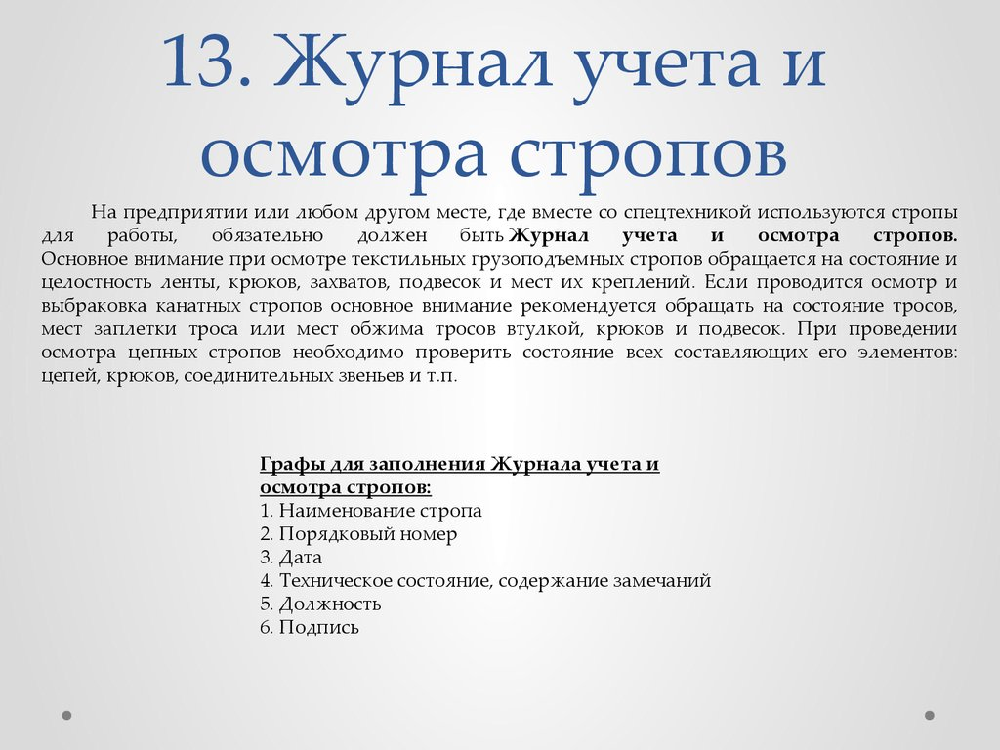 13. Журнал учета и
осмотра стропов
На предприятии или любом другом месте, где вместе со спецтехникой используются стропы
для работы, обязательно должен быть Журнал учета и осмотра стропов.
Основное внимание при осмотре текстильных грузоподъемных стропов обращается на состояние и
целостность ленты, крюков, захватов, подвесок и мест их креплений. Если проводится осмотр и
выбраковка канатных стропов основное внимание рекомендуется обращать на состояние тросов,
мест заплетки троса или мест обжима тросов втулкой, крюков и подвесок. При проведении
осмотра цепных стропов необходимо проверить состояние всех составляющих его элементов:
цепей, крюков, соединительных звеньев и т.п.
Графы для заполнения Журнала учета и
осмотра стропов:
1. Наименование стропа
2. Порядковый номер
3. Дата
4. Техническое состояние, содержание замечаний
5. Должность
6. Подпись